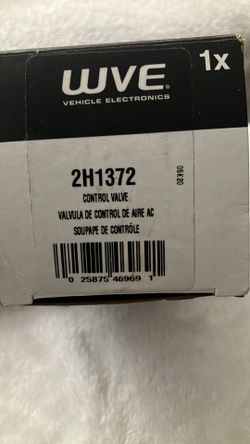 WVE®
1x
VEHICLE ELECTRONICS
2H1372
CONTROL VALVE
VALVULA DE CONTROL DE AIRE AC
SOUPAPE DE CONTRÔLE
05K20
0 25875 46969 1